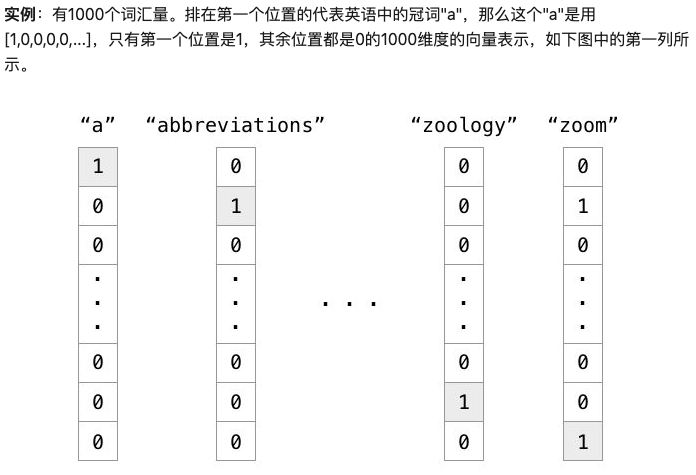 实例：有1000个词汇量。排在第一个位置的代表英语中的冠词"a"，那么这个"a"是用
[1,0,0,0,0,...]，只有第一个位置是1，其余位置都是0的1000维度的向量表示，如下图中的第一列所
示。
“a” “abbreviations” “zoology” “zoom”
1 0 0 0
0 1 0 1
0 0 0 0
. . . .
. . ... . .
. . . .
0 0 0 0
0 0 1 0
0 0 0 1